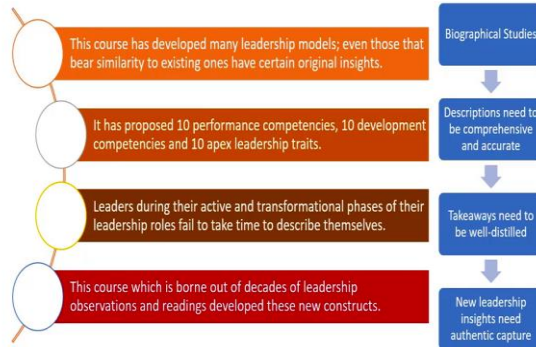 This course has developed many leadership models; even those that
bear similarity to existing ones have certain original insights.
It has proposed 10 performance competencies, 10 development
competencies and 10 apex leadership traits.
Leaders during their active and transformational phases of their
leadership roles fail to take time to describe themselves.
This course which is borne out of decades of leadership
observations and readings developed these new constructs.
Biographical Studies
Descriptions need to
be comprehensive
and accurate
Takeaways need to
be well-distilled
New leadership
insights need
authentic capture